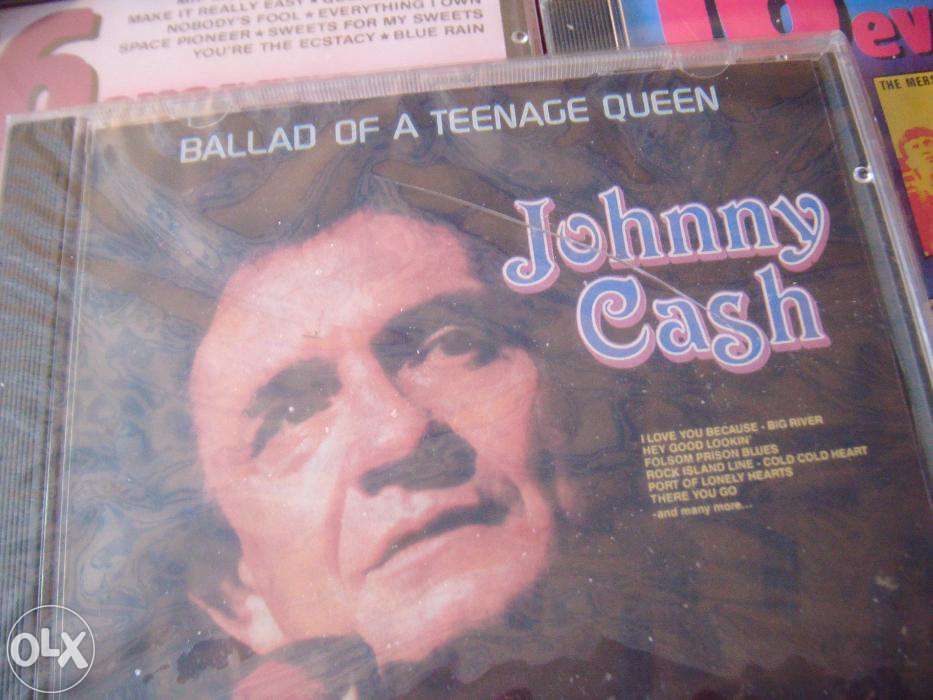 6
MAKE IT REALLY EASY ★
NOBODY'S FOOL ★ EVERYTHING I OWN
SPACE PIONEER ★ SWEETS FOR MY SWEETS
YOU'RE THE ECSTACY ★ BLUE RAIN
ev
THE MERS
BALLAD OF A TEENAGE QUEEN
Johnny
Cash
I LOVE YOU BECAUSE - BIG RIVER
HEY GOOD LOOKIN'
FOLSOM PRISON BLUES
ROCK ISLAND LINE - COLD COLD HEART
PORT OF LONELY HEARTS
THERE YOU GO
-and many more...
OLX